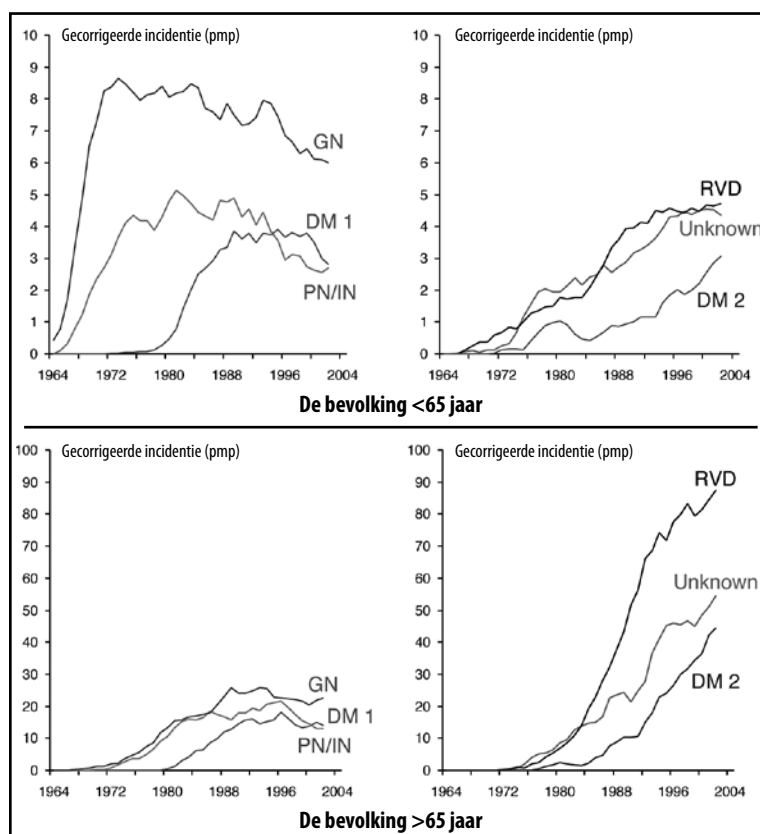 Gecorrigeerde incidentie (pmp)
10
9
8
7
6
5
4
3
2
1
0
GN
DM 1
PN/IN
1964 1972 1980 1988 1996 2004
Gecorrigeerde incidentie (pmp)
10
9
8
7
6
5
4
3
2
1
0
RVD
Unknown
DM 2
1964 1972 1980 1988 1996 2004
De bevolking <65 jaar
Gecorrigeerde incidentie (pmp)
100
90
80
70
60
50
40
30
20
10
0
GN
DM 1
PN/IN
1964 1972 1980 1988 1996 2004
Gecorrigeerde incidentie (pmp)
100
90
80
70
60
50
40
30
20
10
0
RVD
Unknown
DM 2
1964 1972 1980 1988 1996 2004
De bevolking >65 jaar